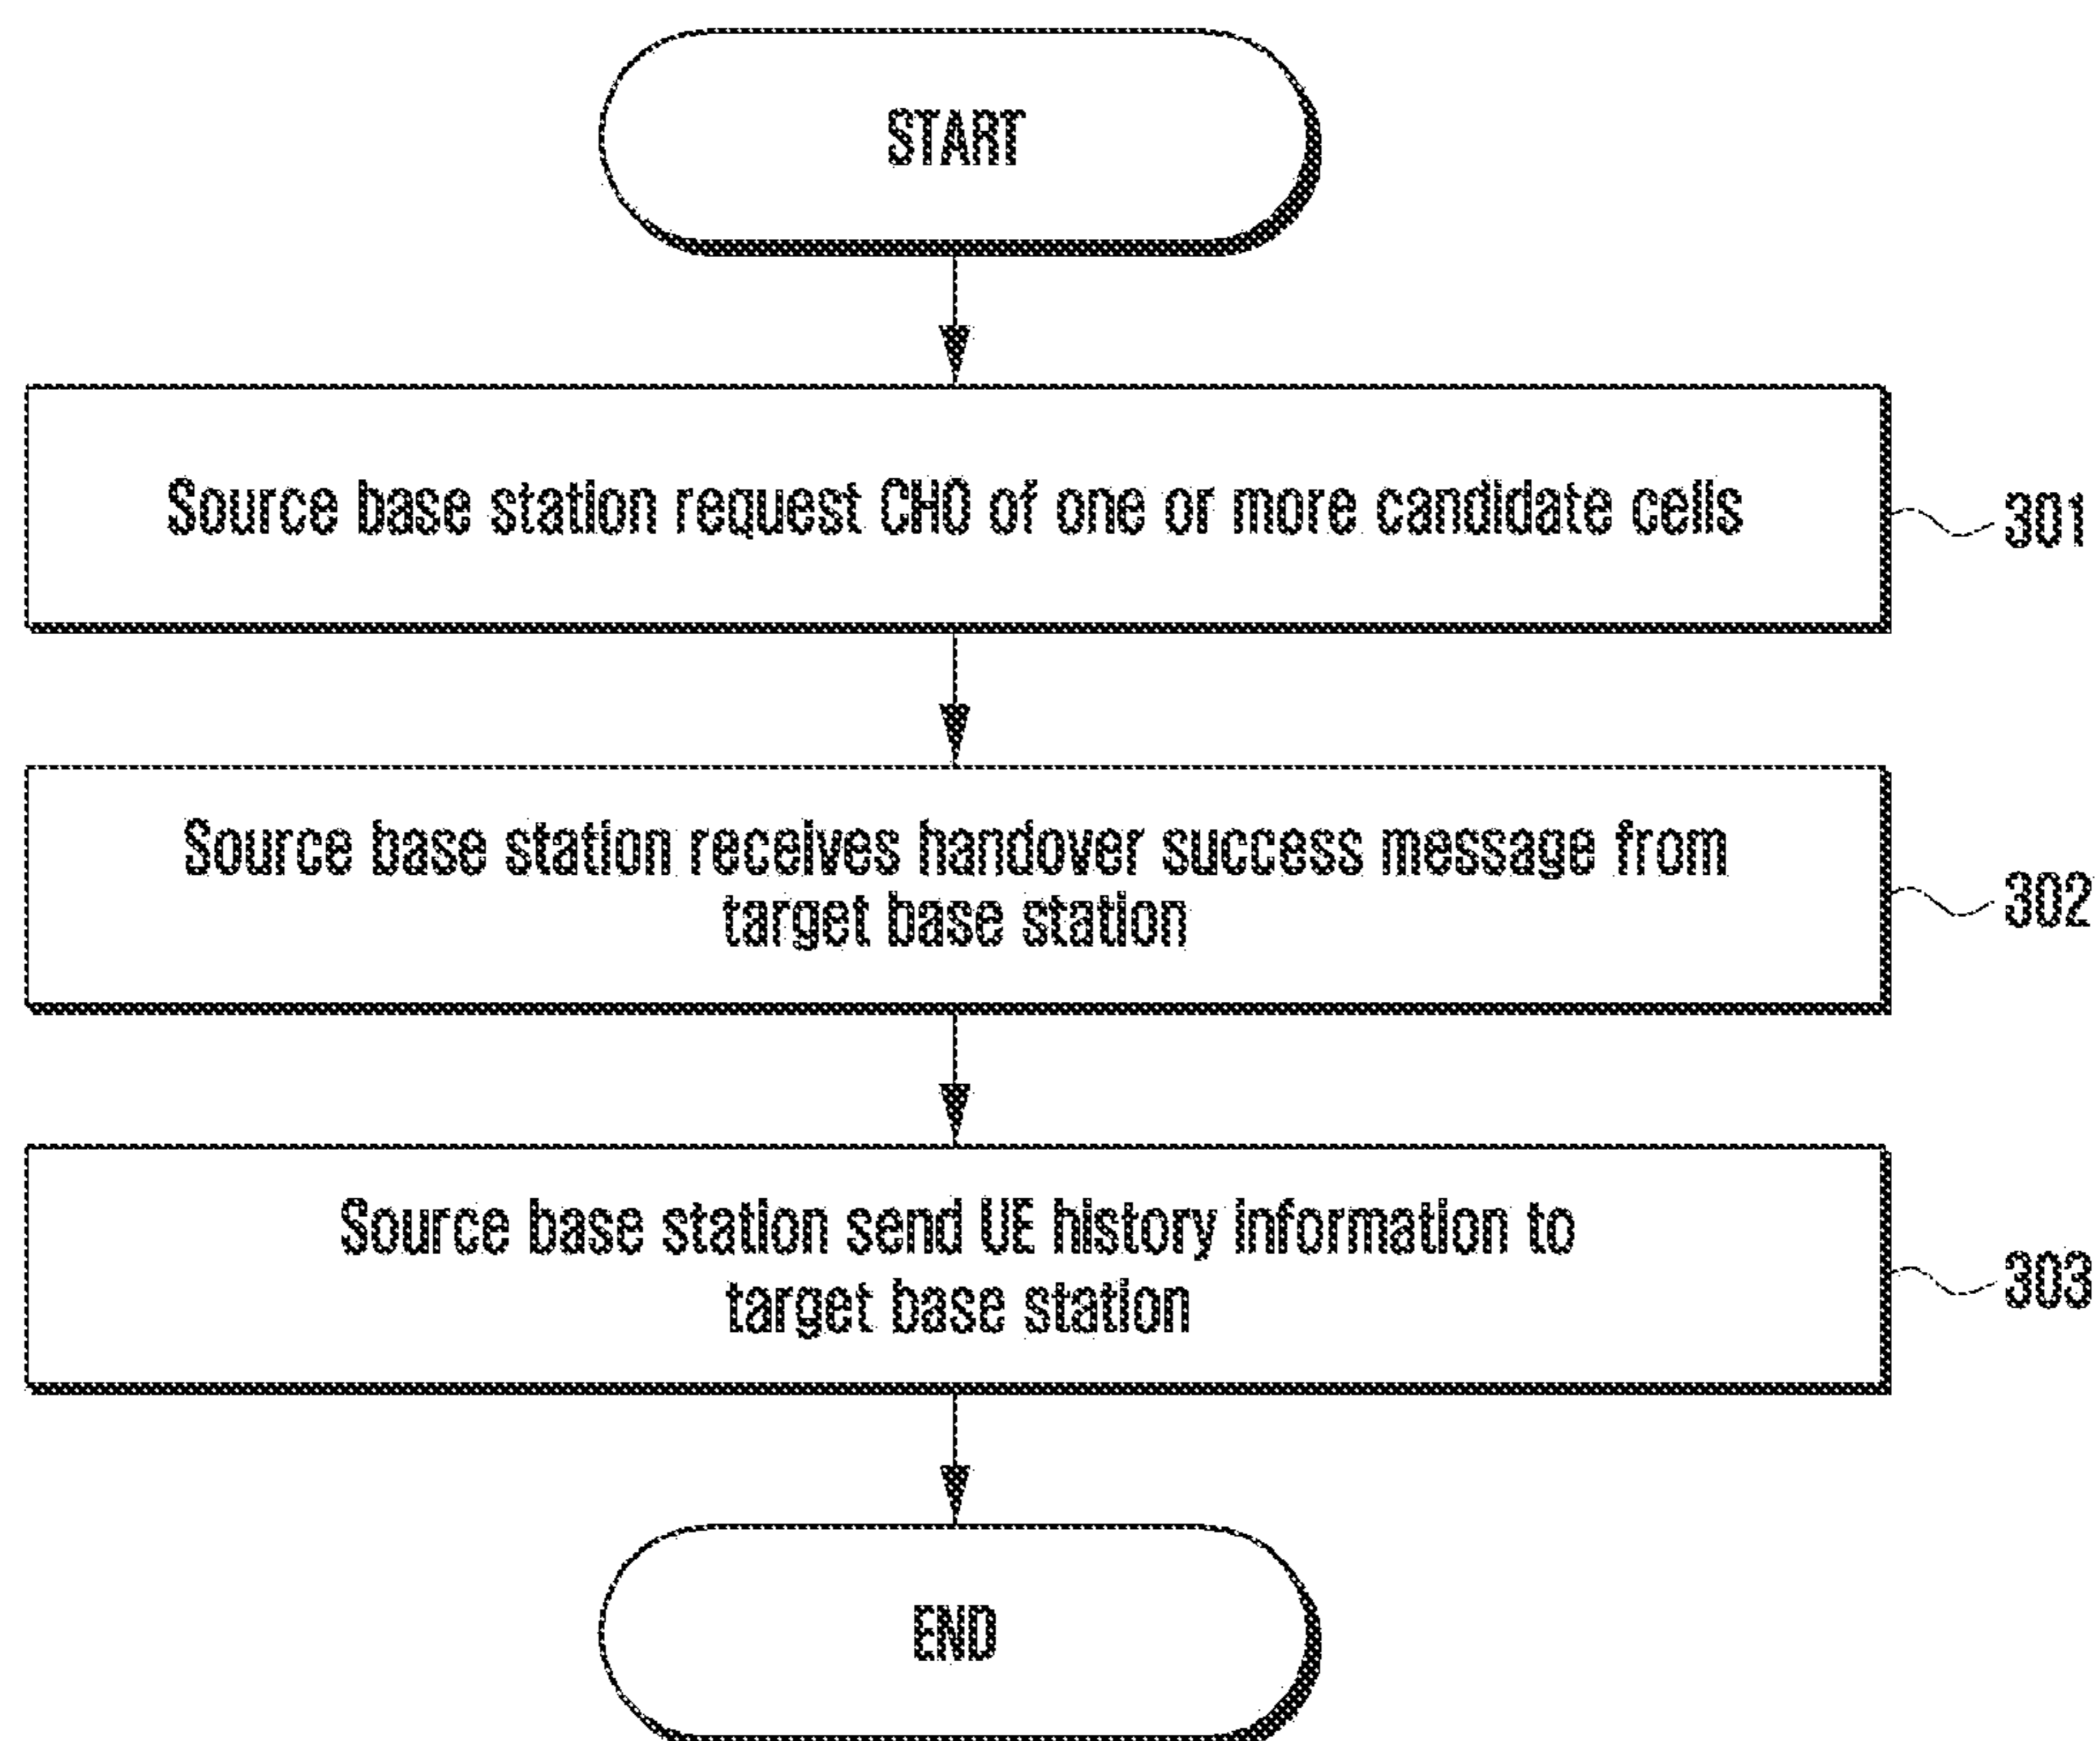 START
Source base station request CHO of one or more candidate cells
301
Source base station receives handover success message from
target base station
302
Source base station send UE history information to
target base station
303
END